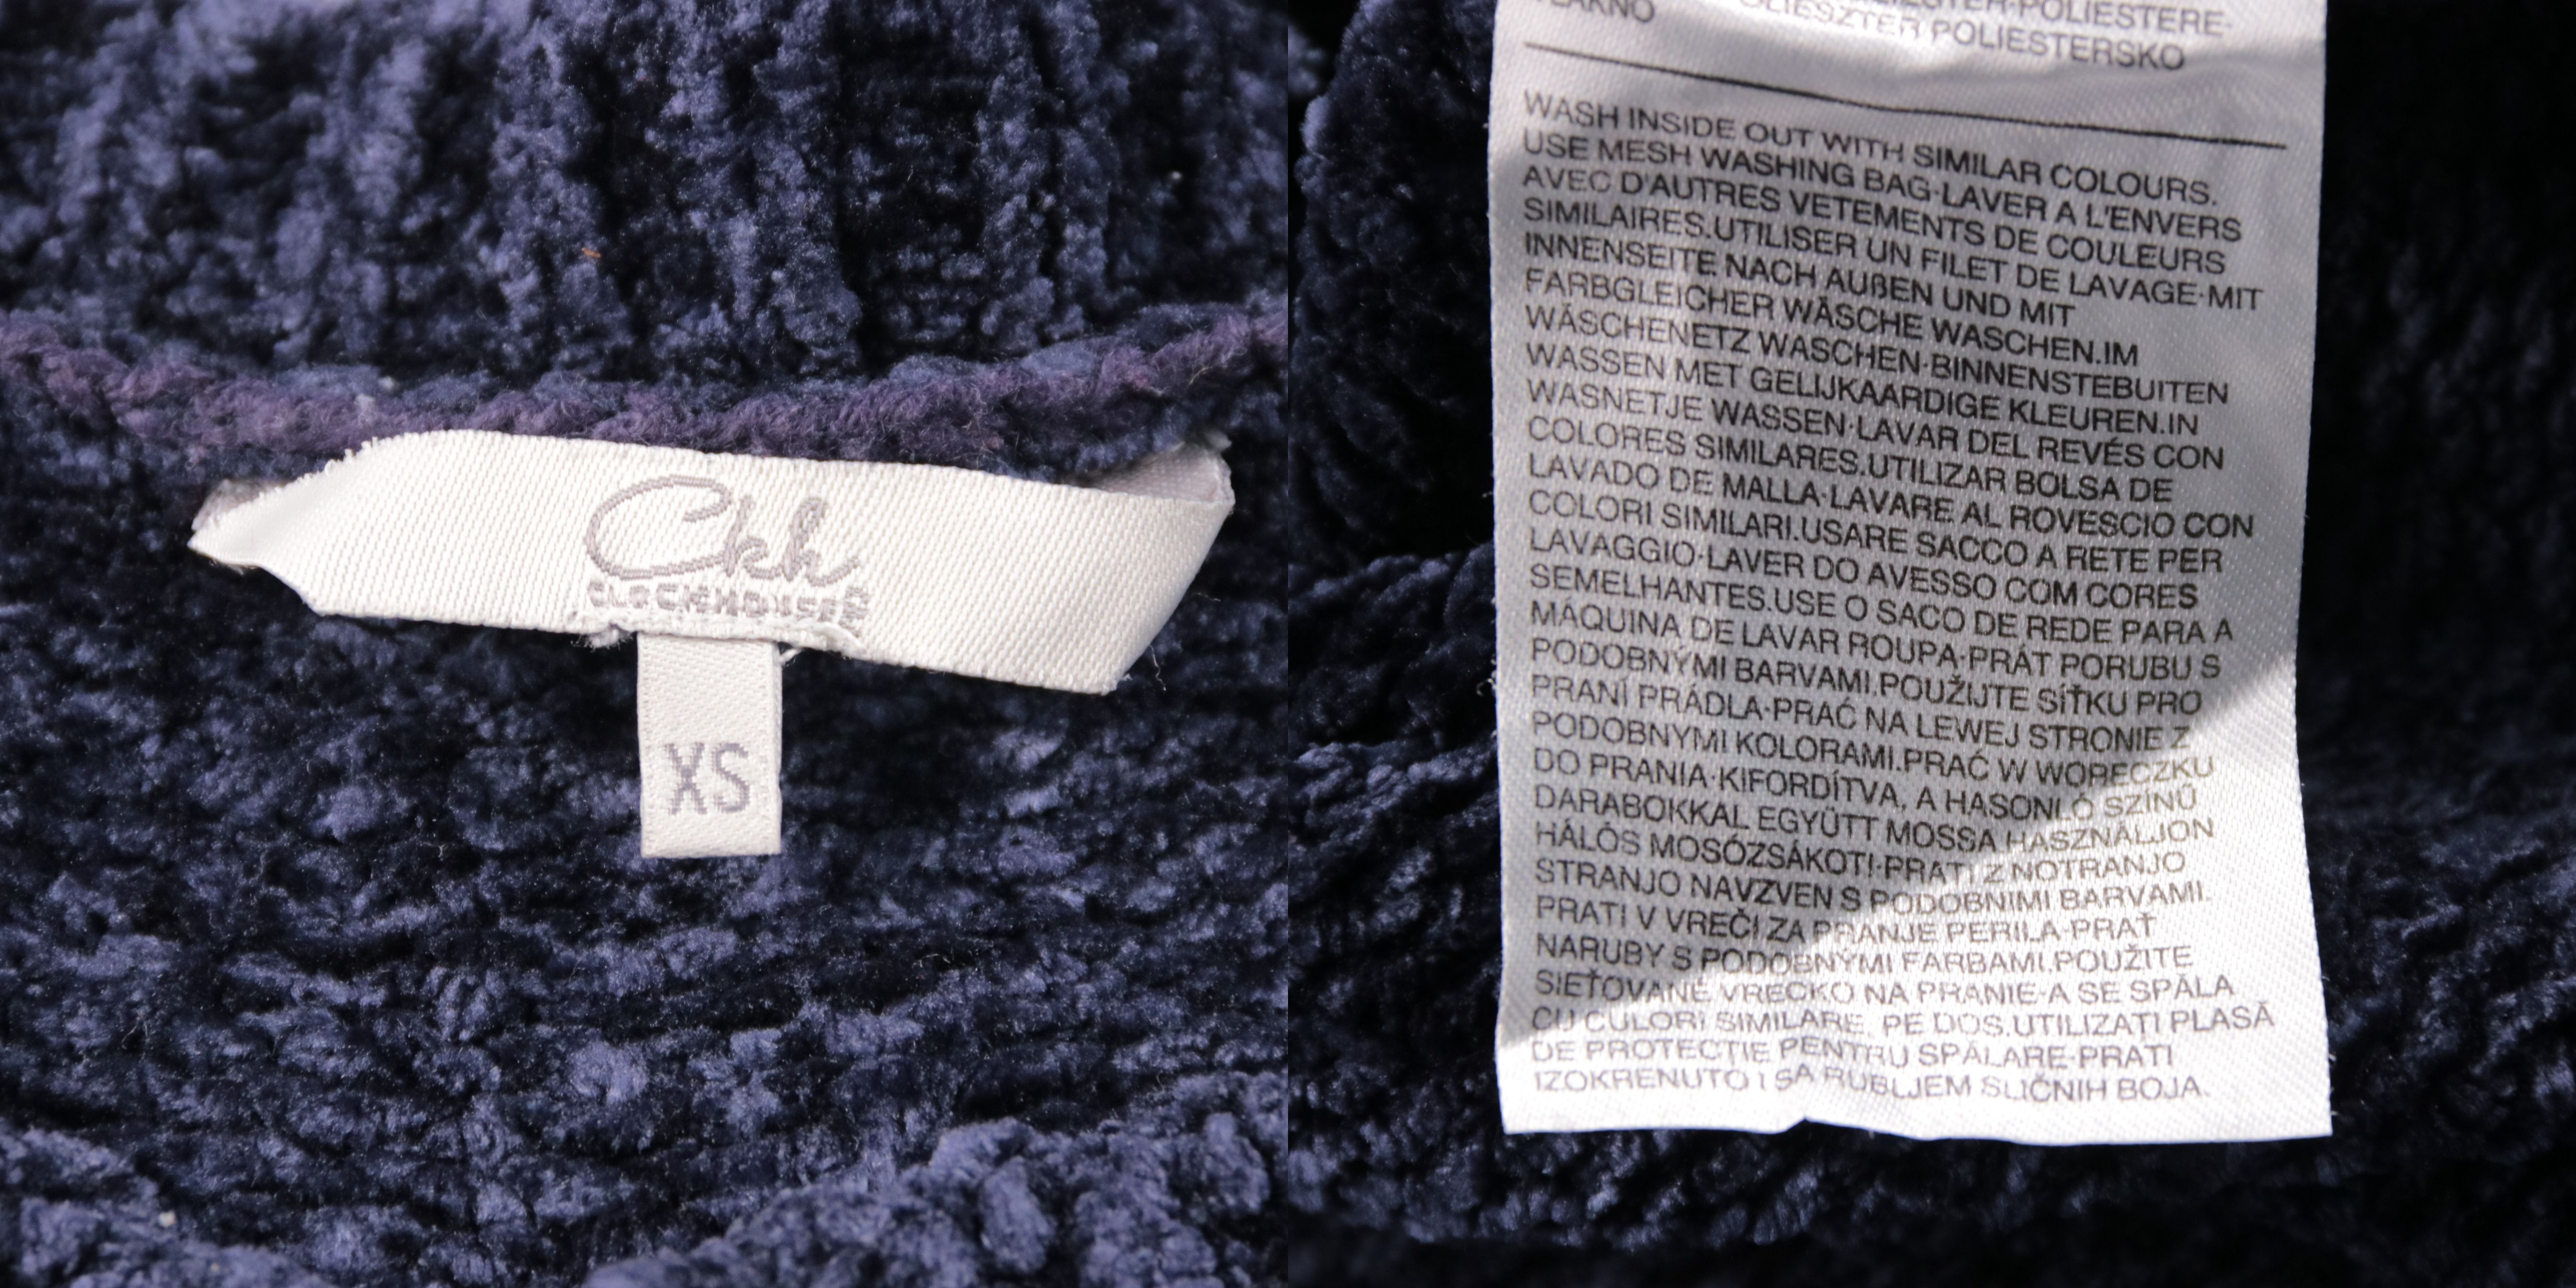 Ckh
CLOCKHOUSE
XS
POLIESTERE-
POLIESZTER POLIESTERSKO
WASH INSIDE OUT WITH SIMILAR COLOURS.
USE MESH WASHING BAG·LAVER A L'ENVERS
AVEC D'AUTRES VETEMENTS DE COULEURS
SIMILAIRES.UTILISER UN FILET DE LAVAGE·MIT
INNENSEITE NACH AUßEN UND MIT
FARBGLEICHER WÄSCHE WASCHEN.IM
WÄSCHENETZ WASCHEN·BINNENSTEBUITEN
WASSEN MET GELIJKAARDIGE KLEUREN.IN
WASNETJE WASSEN·LAVAR DEL REVÉS CON
COLORES SIMILARES.UTILIZAR BOLSA DE
LAVADO DE MALLA·LAVARE AL ROVESCIO CON
COLORI SIMILARI.USARE SACCO A RETE PER
LAVAGGIO·LAVER DO AVESSO COM CORES
SEMELHANTES.USE O SACO DE REDE PARA A
MÁQUINA DE LAVAR ROUPA·PRÁT PORUBU S
PODOBNÝMI BARVAMI.POUŽIJTE SÍŤKU PRO
PRANÍ PRÁDLA·PRAĆ NA LEWEJ STRONIE Z
PODOBNYMI KOLORAMI.PRAĆ W WORECZKU
DO PRANIA·KIFORDÍTVA, A HASONLÓ SZÍNŰ
DARABOKKAL EGYÜTT MOSSA HASZNÁLJON
HÁLÓS MOSÓZSÁKOT!·PRATI Z NOTRANJO
STRANJO NAVZVEN S PODOBNIMI BARVAMI.
PRATI V VREČI ZA PRANJE PERILA·PRAŤ
NARUBY S PODOBNÝMI FARBAMI.POUŽITE
SIEŤOVANÉ VRECKO NA PRANIE·A SE SPĂLA
CU CULORI SIMILARE, PE DOS.UTILIZATI PLASĂ
DE PROTECTIE PENTRU SPĂLARE·PRATI
IZOKRENUTO I SA RUBLJEM SLIČNIH BOJA.